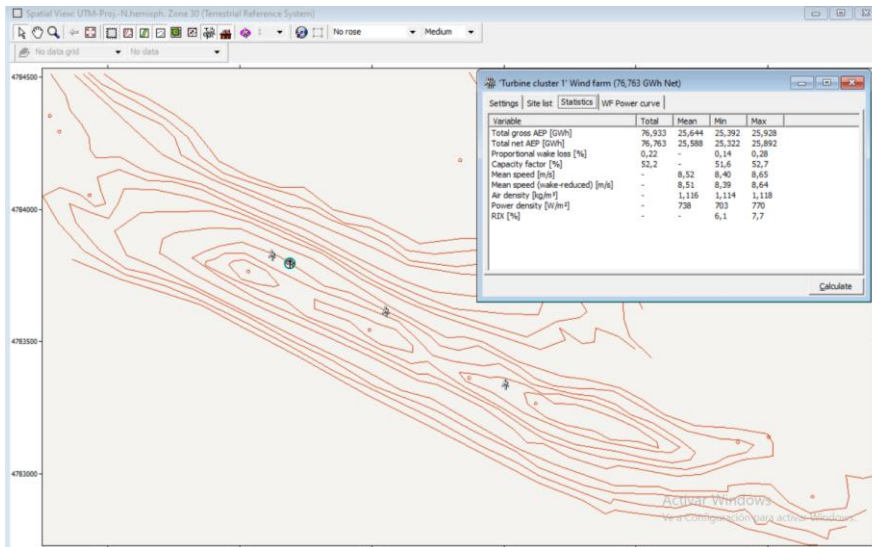 Spatial View: UTM-Proj.-N.hemisph. Zone 30 (Terrestrial Reference System)
No rose
Medium
No data grid
No data
4784500
'Turbine cluster 1' Wind farm (76,763 GWh Net)
Settings Site list Statistics WF Power curve
Variable Total Mean Min Max
Total gross AEP [GWh] 76,933 25,644 25,392 25,928
Total net AEP [GWh] 76,763 25,588 25,322 25,892
Proportional wake loss [%] 0,22 - 0,14 0,28
Capacity factor [%] 52,2 - 51,6 52,7
Mean speed [m/s] - 8,52 8,40 8,65
Mean speed (wake-reduced) [m/s] - 8,51 8,39 8,64
Air density [kg/m³] - 1,116 1,114 1,118
Power density [W/m²] - 738 703 770
RIX [%] - - 6,1 7,7
Calculate
4784000
4783500
4783000
Activar Windows
Ve a Configuración para activar Windows.